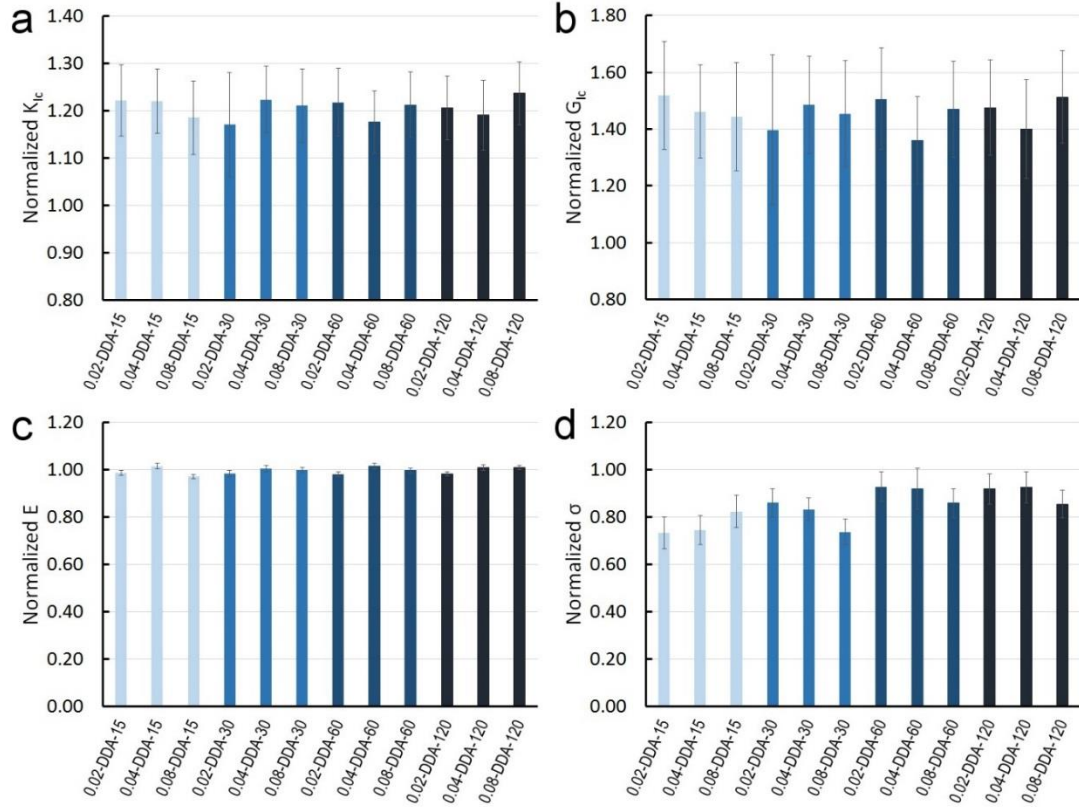 a
Normalized K_Ic
1.40
1.30
1.20
1.10
1.00
0.90
0.80
0.02-DDA-15
0.04-DDA-15
0.08-DDA-15
0.02-DDA-30
0.04-DDA-30
0.08-DDA-30
0.02-DDA-60
0.04-DDA-60
0.08-DDA-60
0.02-DDA-120
0.04-DDA-120
0.08-DDA-120
b
Normalized G_Ic
1.80
1.60
1.40
1.20
1.00
0.80
0.02-DDA-15
0.04-DDA-15
0.08-DDA-15
0.02-DDA-30
0.04-DDA-30
0.08-DDA-30
0.02-DDA-60
0.04-DDA-60
0.08-DDA-60
0.02-DDA-120
0.04-DDA-120
0.08-DDA-120
c
Normalized E
1.20
1.00
0.80
0.60
0.40
0.20
0.00
0.02-DDA-15
0.04-DDA-15
0.08-DDA-15
0.02-DDA-30
0.04-DDA-30
0.08-DDA-30
0.02-DDA-60
0.04-DDA-60
0.08-DDA-60
0.02-DDA-120
0.04-DDA-120
0.08-DDA-120
d
Normalized σ
1.20
1.00
0.80
0.60
0.40
0.20
0.00
0.02-DDA-15
0.04-DDA-15
0.08-DDA-15
0.02-DDA-30
0.04-DDA-30
0.08-DDA-30
0.02-DDA-60
0.04-DDA-60
0.08-DDA-60
0.02-DDA-120
0.04-DDA-120
0.08-DDA-120